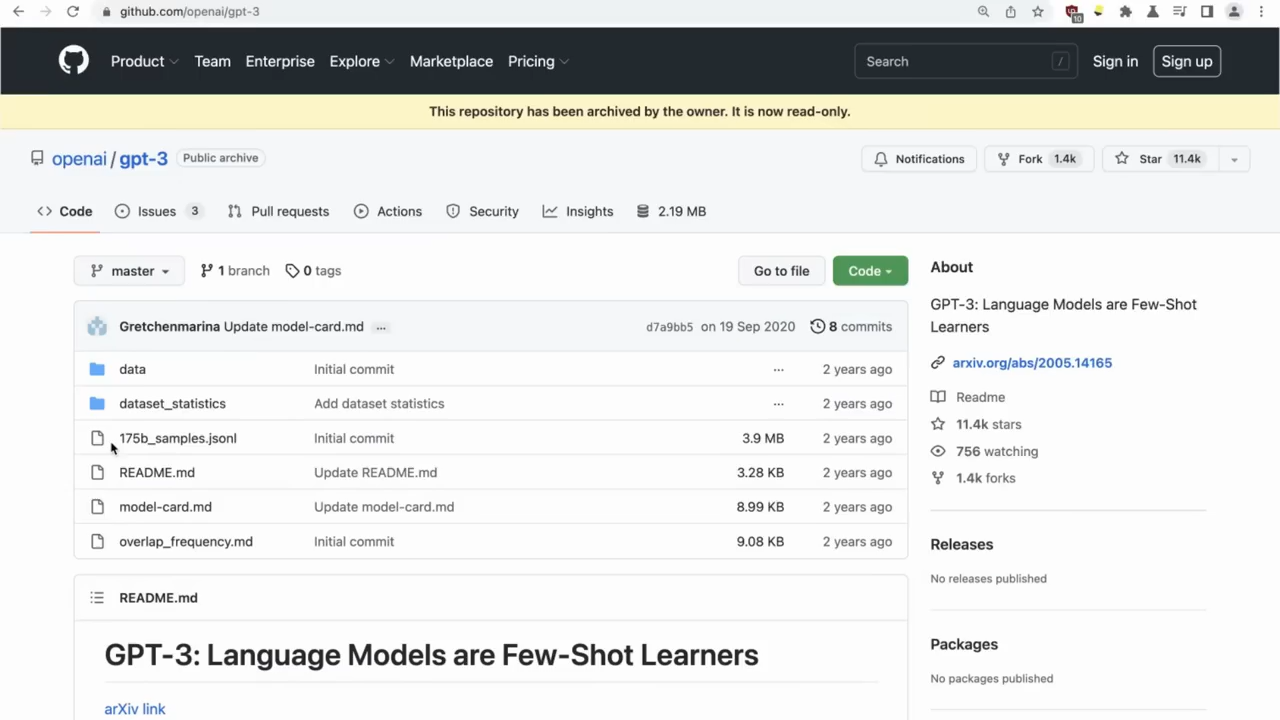 github.com/openai/gpt-3
10
Product Team Enterprise Explore Marketplace Pricing Search / Sign in Sign up
This repository has been archived by the owner. It is now read-only.
openai / gpt-3 Public archive Notifications Fork 1.4k Star 11.4k
Code Issues 3 Pull requests Actions Security Insights 2.19 MB
master 1 branch 0 tags Go to file Code
Gretchenmarina Update model-card.md ... d7a9bb5 on 19 Sep 2020 8 commits
data Initial commit ... 2 years ago
dataset_statistics Add dataset statistics ... 2 years ago
175b_samples.jsonl Initial commit 3.9 MB 2 years ago
README.md Update README.md 3.28 KB 2 years ago
model-card.md Update model-card.md 8.99 KB 2 years ago
overlap_frequency.md Initial commit 9.08 KB 2 years ago
README.md
GPT-3: Language Models are Few-Shot Learners
arXiv link
About
GPT-3: Language Models are Few-Shot
Learners
arxiv.org/abs/2005.14165
Readme
11.4k stars
756 watching
1.4k forks
Releases
No releases published
Packages
No packages published